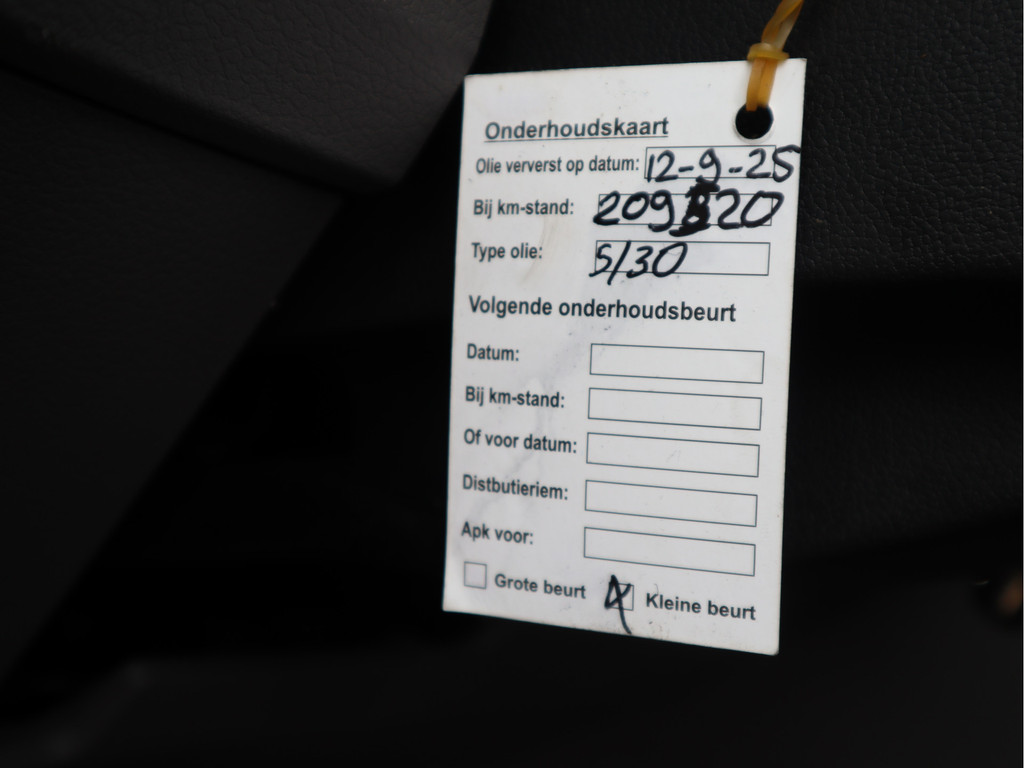 Onderhoudskaart
Olie ververst op datum: 12-9-25
Bij km-stand:
Type olie: 5/30
Volgende onderhoudsbeurt
Datum:
Bij km-stand:
Of voor datum:
Distbutieriem:
Apk voor:
Grote beurt Kleine beurt